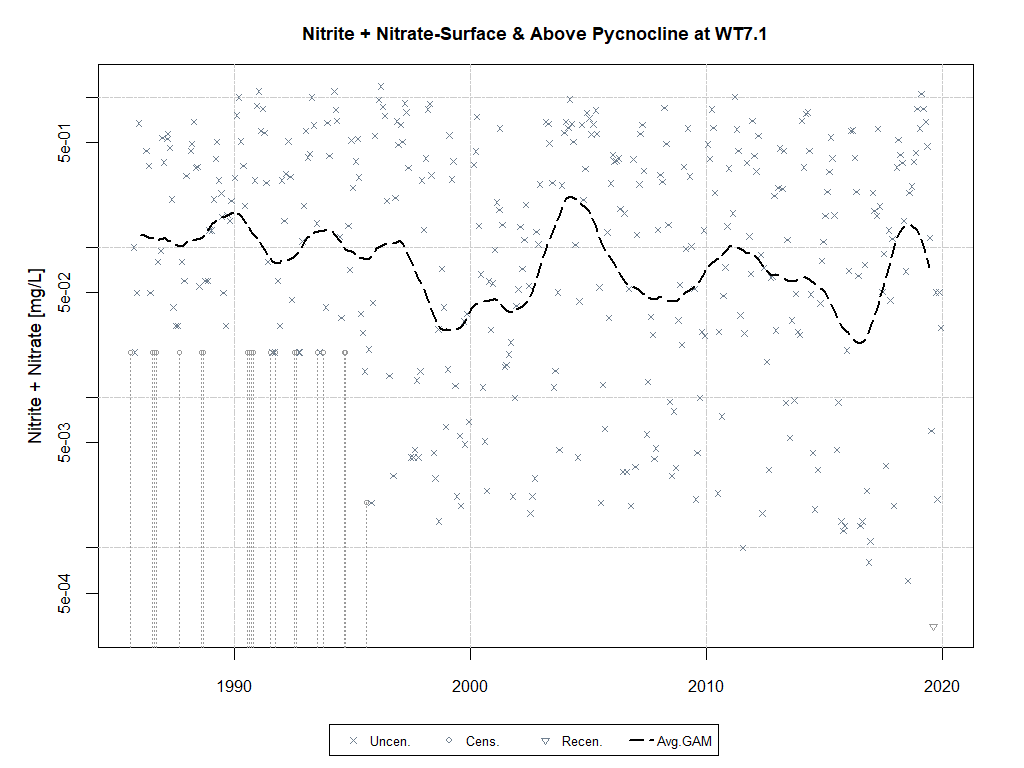 Nitrite + Nitrate-Surface & Above Pycnocline at WT7.1
Nitrite + Nitrate [mg/L]
5e-01
5e-02
5e-03
5e-04
1990
2000
2010
2020
Uncen.
Cens.
Recen.
Avg.GAM